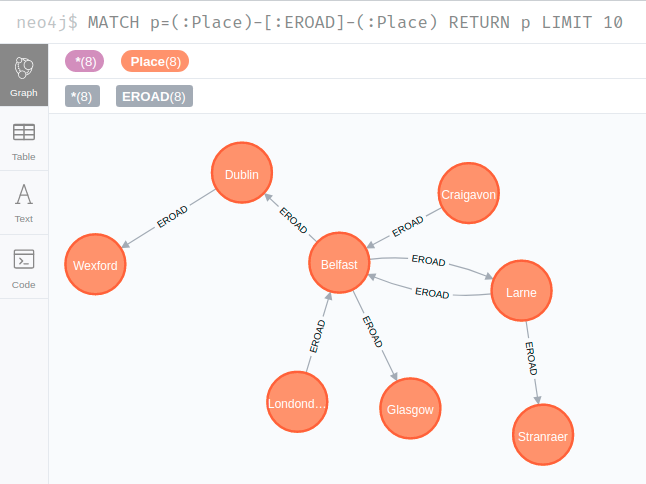 neo4j$ MATCH p=(:Place)-[:EROAD]-(:Place) RETURN p LIMIT 10
*(8) Place(8)
Graph
*(8) EROAD(8)
Table
Text
Code
Dublin
Craigavon
EROAD
EROAD
EROAD
Wexford
Belfast
EROAD
EROAD
Larne
EROAD
EROAD
EROAD
Londond...
Glasgow
Stranraer